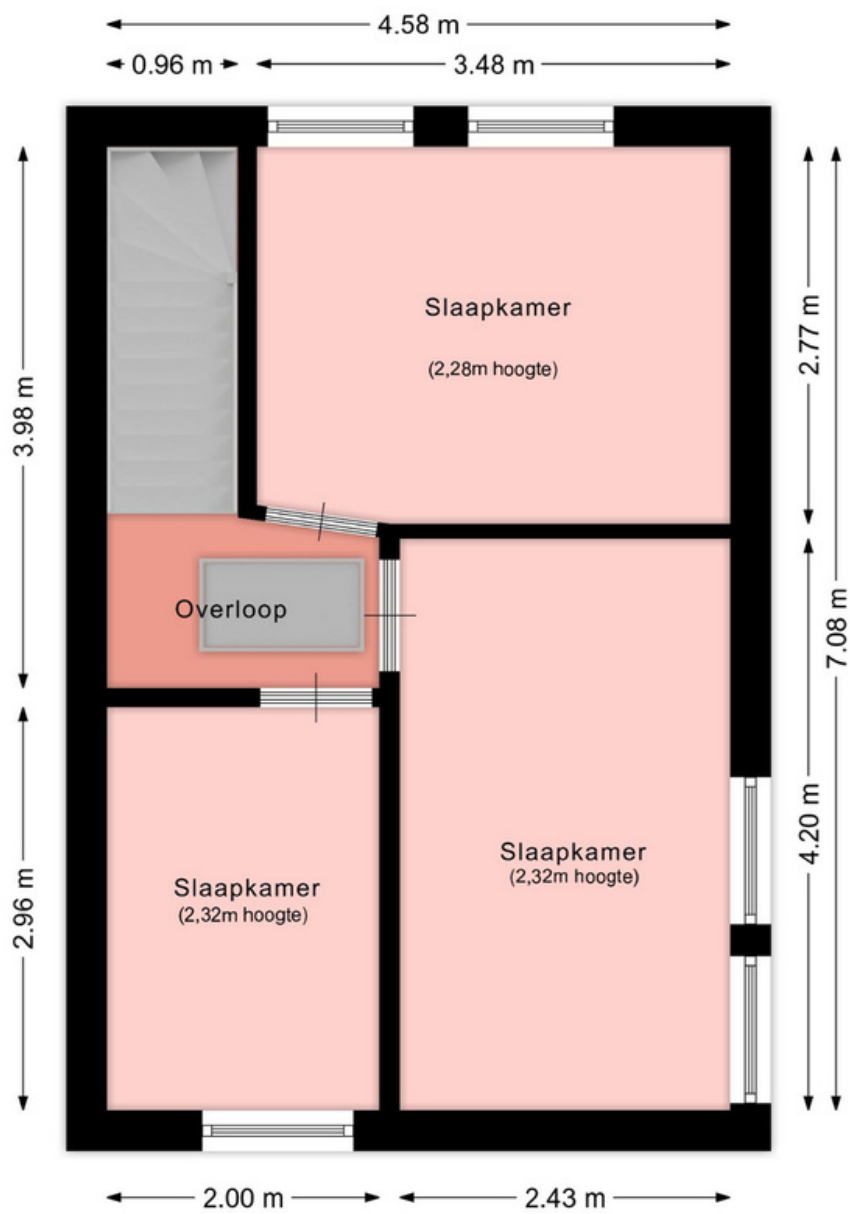 4.58 m
0.96 m
3.48 m
3.98 m
2.77 m
7.08 m
Slaapkamer
(2,28m hoogte)
Overloop
4.20 m
2.96 m
Slaapkamer
(2,32m hoogte)
Slaapkamer
(2,32m hoogte)
2.00 m
2.43 m